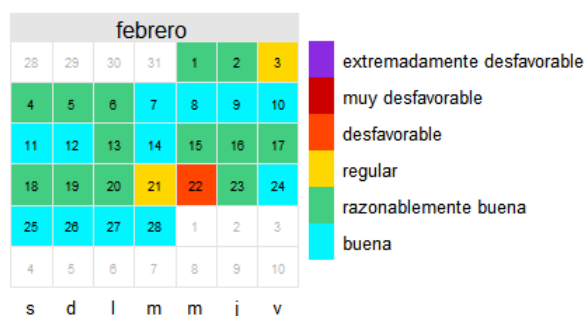 febrero
28 29 30 31 1 2 3
4 5 6 7 8 9 10
11 12 13 14 15 16 17
18 19 20 21 22 23 24
25 26 27 28 1 2 3
4 5 6 7 8 9 10
s d l m m j v
extremadamente desfavorable
muy desfavorable
desfavorable
regular
razonablemente buena
buena